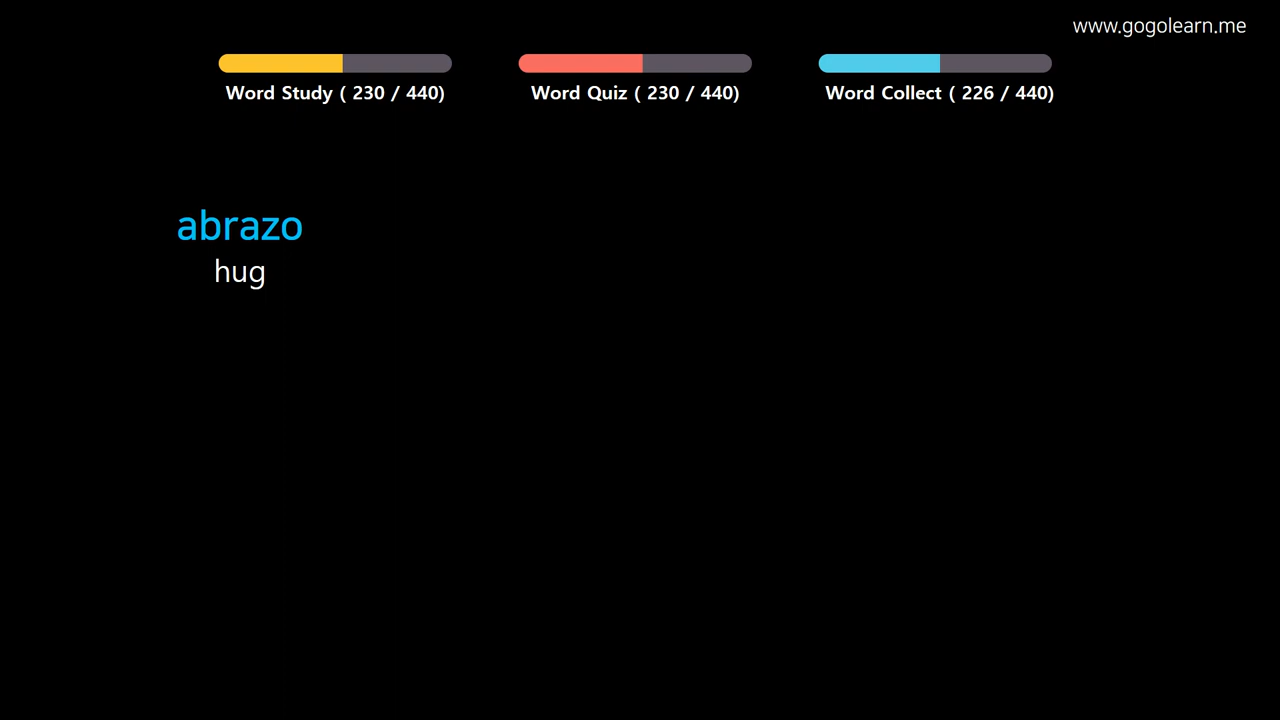 www.gogolearn.me
Word Study ( 230 / 440)
Word Quiz ( 230 / 440)
Word Collect ( 226 / 440)
abrazo
hug